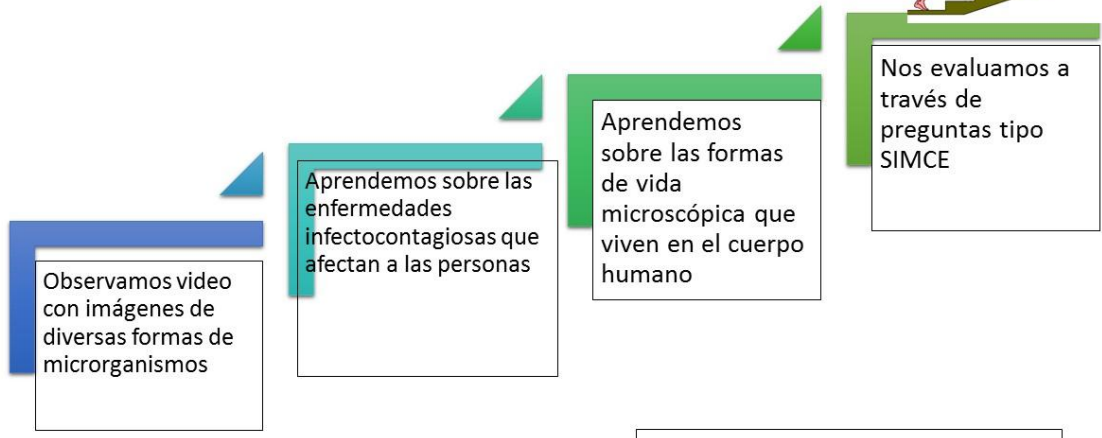 Observamos video
con imágenes de
diversas formas de
microrganismos
Aprendemos sobre las
enfermedades
infectocontagiosas que
afectan a las personas
Aprendemos
sobre las formas
de vida
microscópica que
viven en el cuerpo
humano
Nos evaluamos a
través de
preguntas tipo
SIMCE